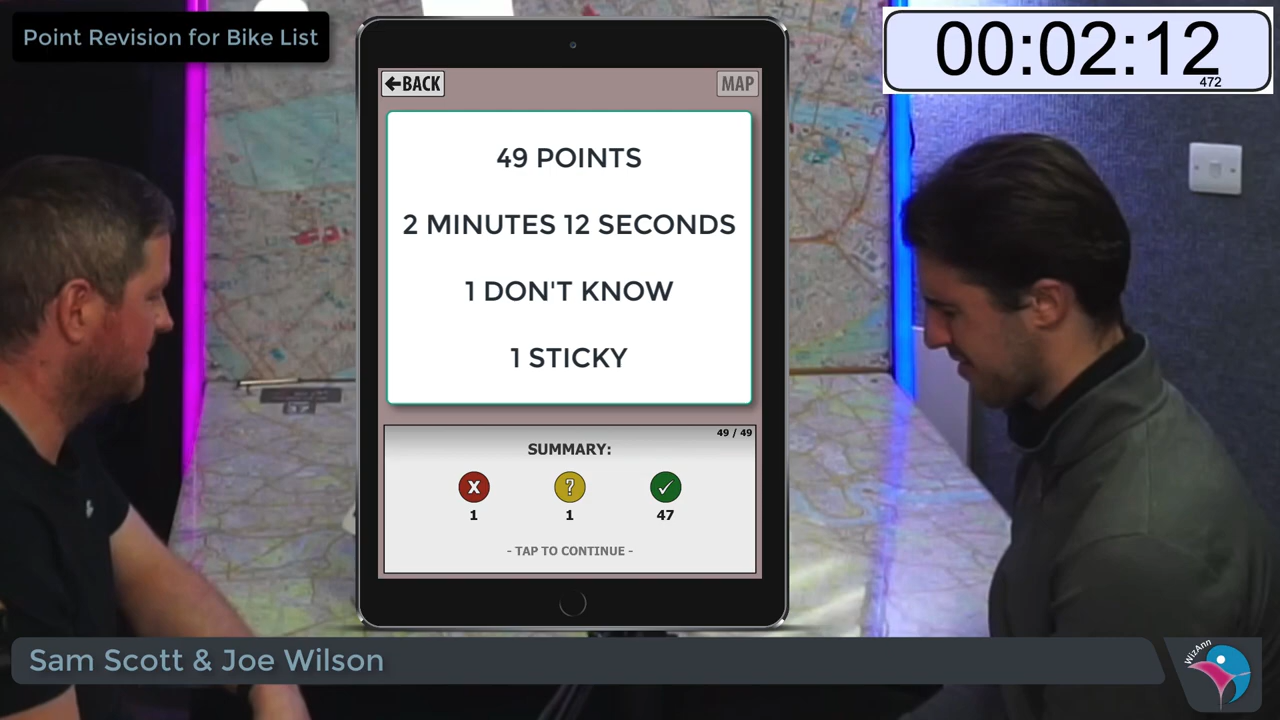 Point Revision for Bike List
00:02:12
472
BACK
MAP
49 POINTS
2 MINUTES 12 SECONDS
1 DON'T KNOW
1 STICKY
49 / 49
SUMMARY:
X ? ✓
1 1 47
- TAP TO CONTINUE -
Sam Scott & Joe Wilson
WizAnn